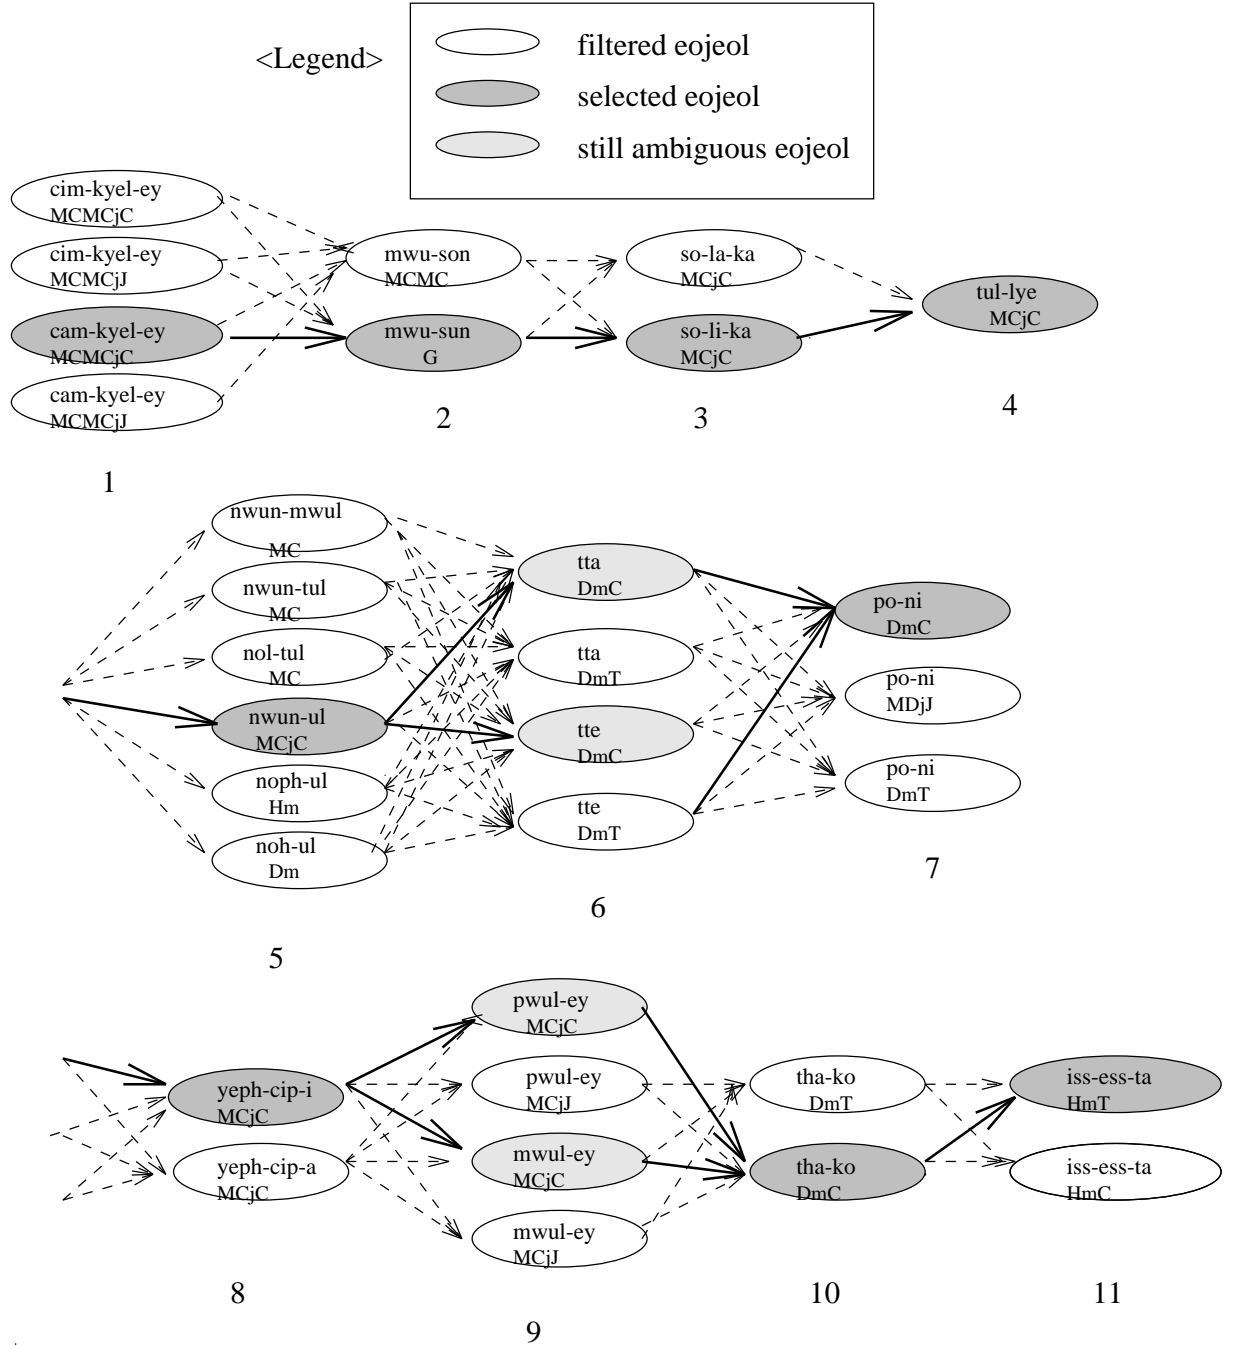 <Legend>
filtered eojeol
selected eojeol
still ambiguous eojeol
cim-kyel-ey
MCMCjC
cim-kyel-ey
MCMCjJ
cam-kyel-ey
MCMCjC
cam-kyel-ey
MCMCjJ
1
mwu-son
MCMC
mwu-sun
G
2
so-la-ka
MCjC
so-li-ka
MCjC
3
tul-lye
MCjC
4
nwun-mwul
MC
nwun-tul
MC
nol-tul
MC
nwun-ul
MCjC
noph-ul
Hm
noh-ul
Dm
5
tta
DmC
tta
DmT
tte
DmC
tte
DmT
6
po-ni
DmC
po-ni
MDjJ
po-ni
DmT
7
yeph-cip-i
MCjC
yeph-cip-a
MCjC
8
pwul-ey
MCjC
pwul-ey
MCjJ
mwul-ey
MCjC
mwul-ey
MCjJ
9
tha-ko
DmT
tha-ko
DmC
10
iss-ess-ta
HmT
iss-ess-ta
HmC
11